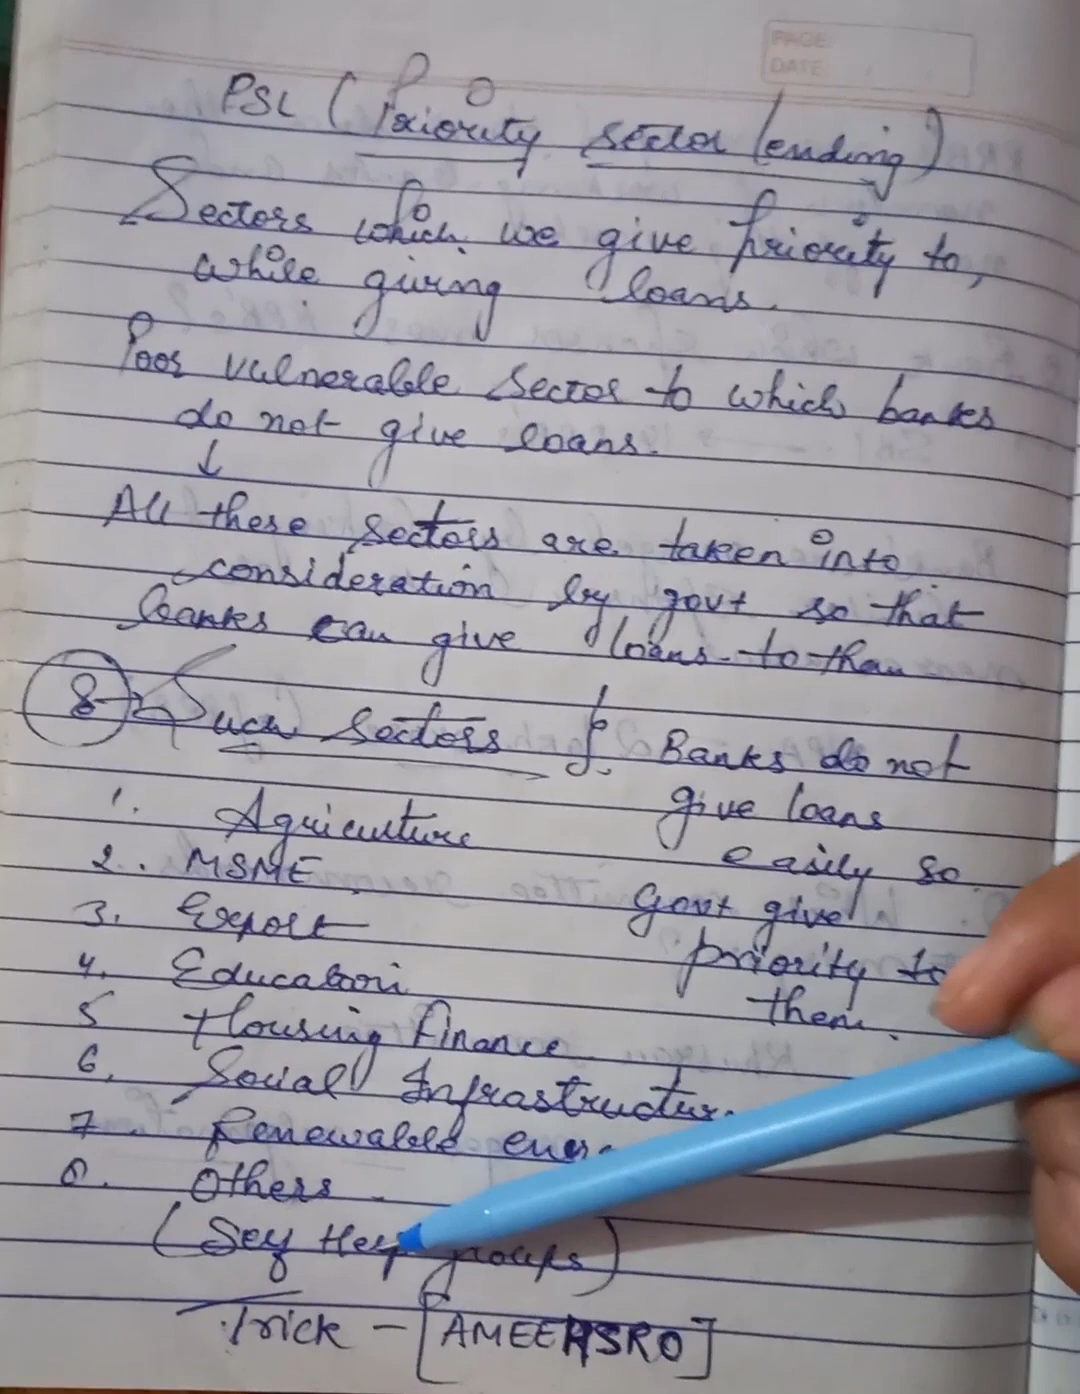 PAGE
DATE
PSL (Priority sector lending)
Sectors which we give priority to,
while giving loans.
Poor vulnerable sector to which banks
do not give loans.
↓
All these sectors are taken into
consideration by govt so that
banks can give loans to them
8 → Such sectors
Banks do not
give loans
easily so
Govt give
priority to
them.
1. Agriculture
2. MSME.
3. Export
4. Education
5 Housing finance
6. Social Infrastructur
7. Renewable ener
8. Others.
(Self Help groups)
Trick - [AMEEHSRO]